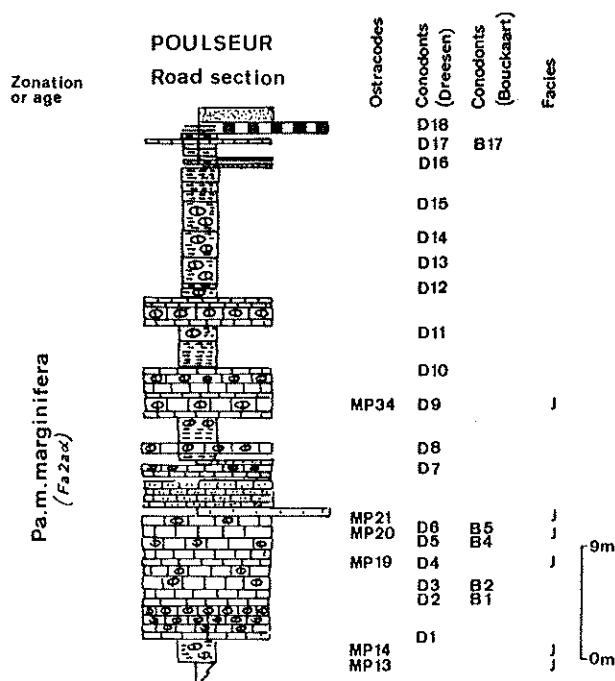 POULSEUR
Road section
Zonation
or age
Ostracodes
Conodonts
(Dreesen)
Conodonts
(Bouckaart)
Facies
D18
D17 B17
D16
D15
D14
D13
D12
D11
D10
MP34 D9 J
D8
D7
MP21 J
MP20 D6 B5 J
D5 B4
MP19 D4 J
D3 B2
D2 B1
D1
MP14 J
MP13 J
Pa.m.marginifera
(Fa2aα)
9m
0m